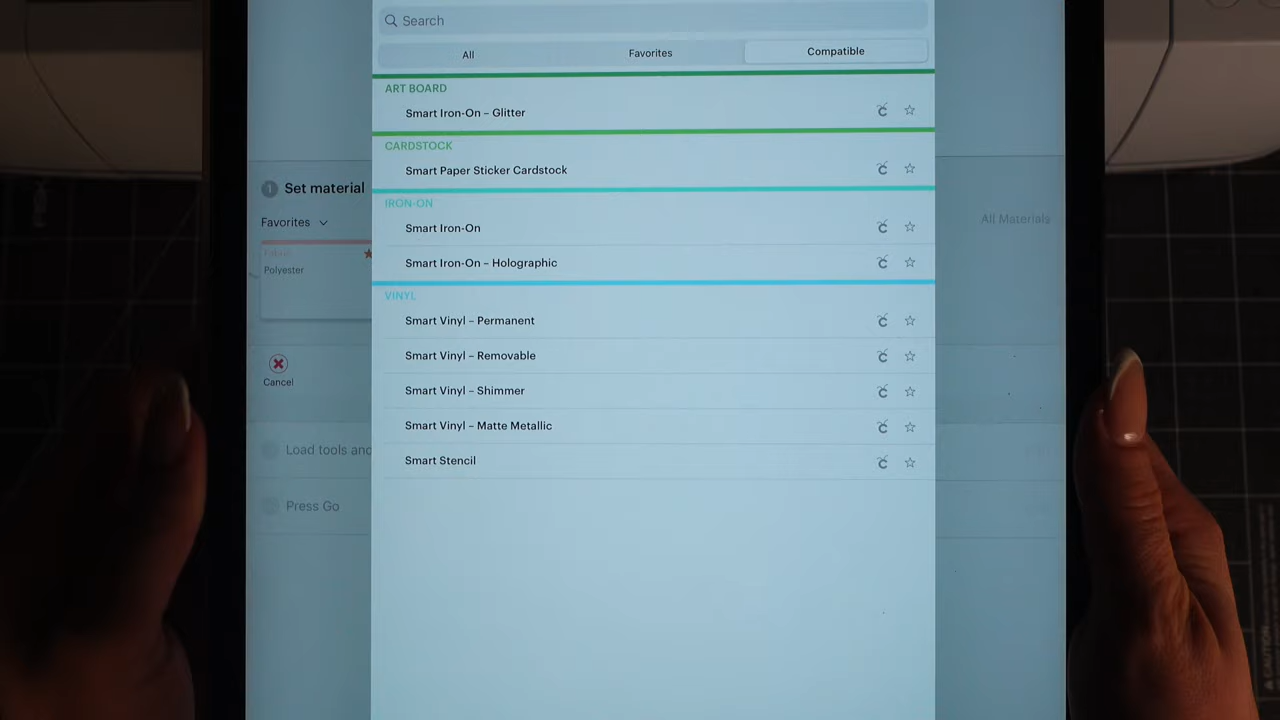 Search
All
Favorites
Compatible
ART BOARD
Smart Iron-On – Glitter
CARDSTOCK
Smart Paper Sticker Cardstock
IRON-ON
Smart Iron-On
Smart Iron-On – Holographic
VINYL
Smart Vinyl – Permanent
Smart Vinyl – Removable
Smart Vinyl – Shimmer
Smart Vinyl – Matte Metallic
Smart Stencil
1 Set material
Favorites
All Materials
Polyester
Cancel
Load tools and
Press Go
CAUTION